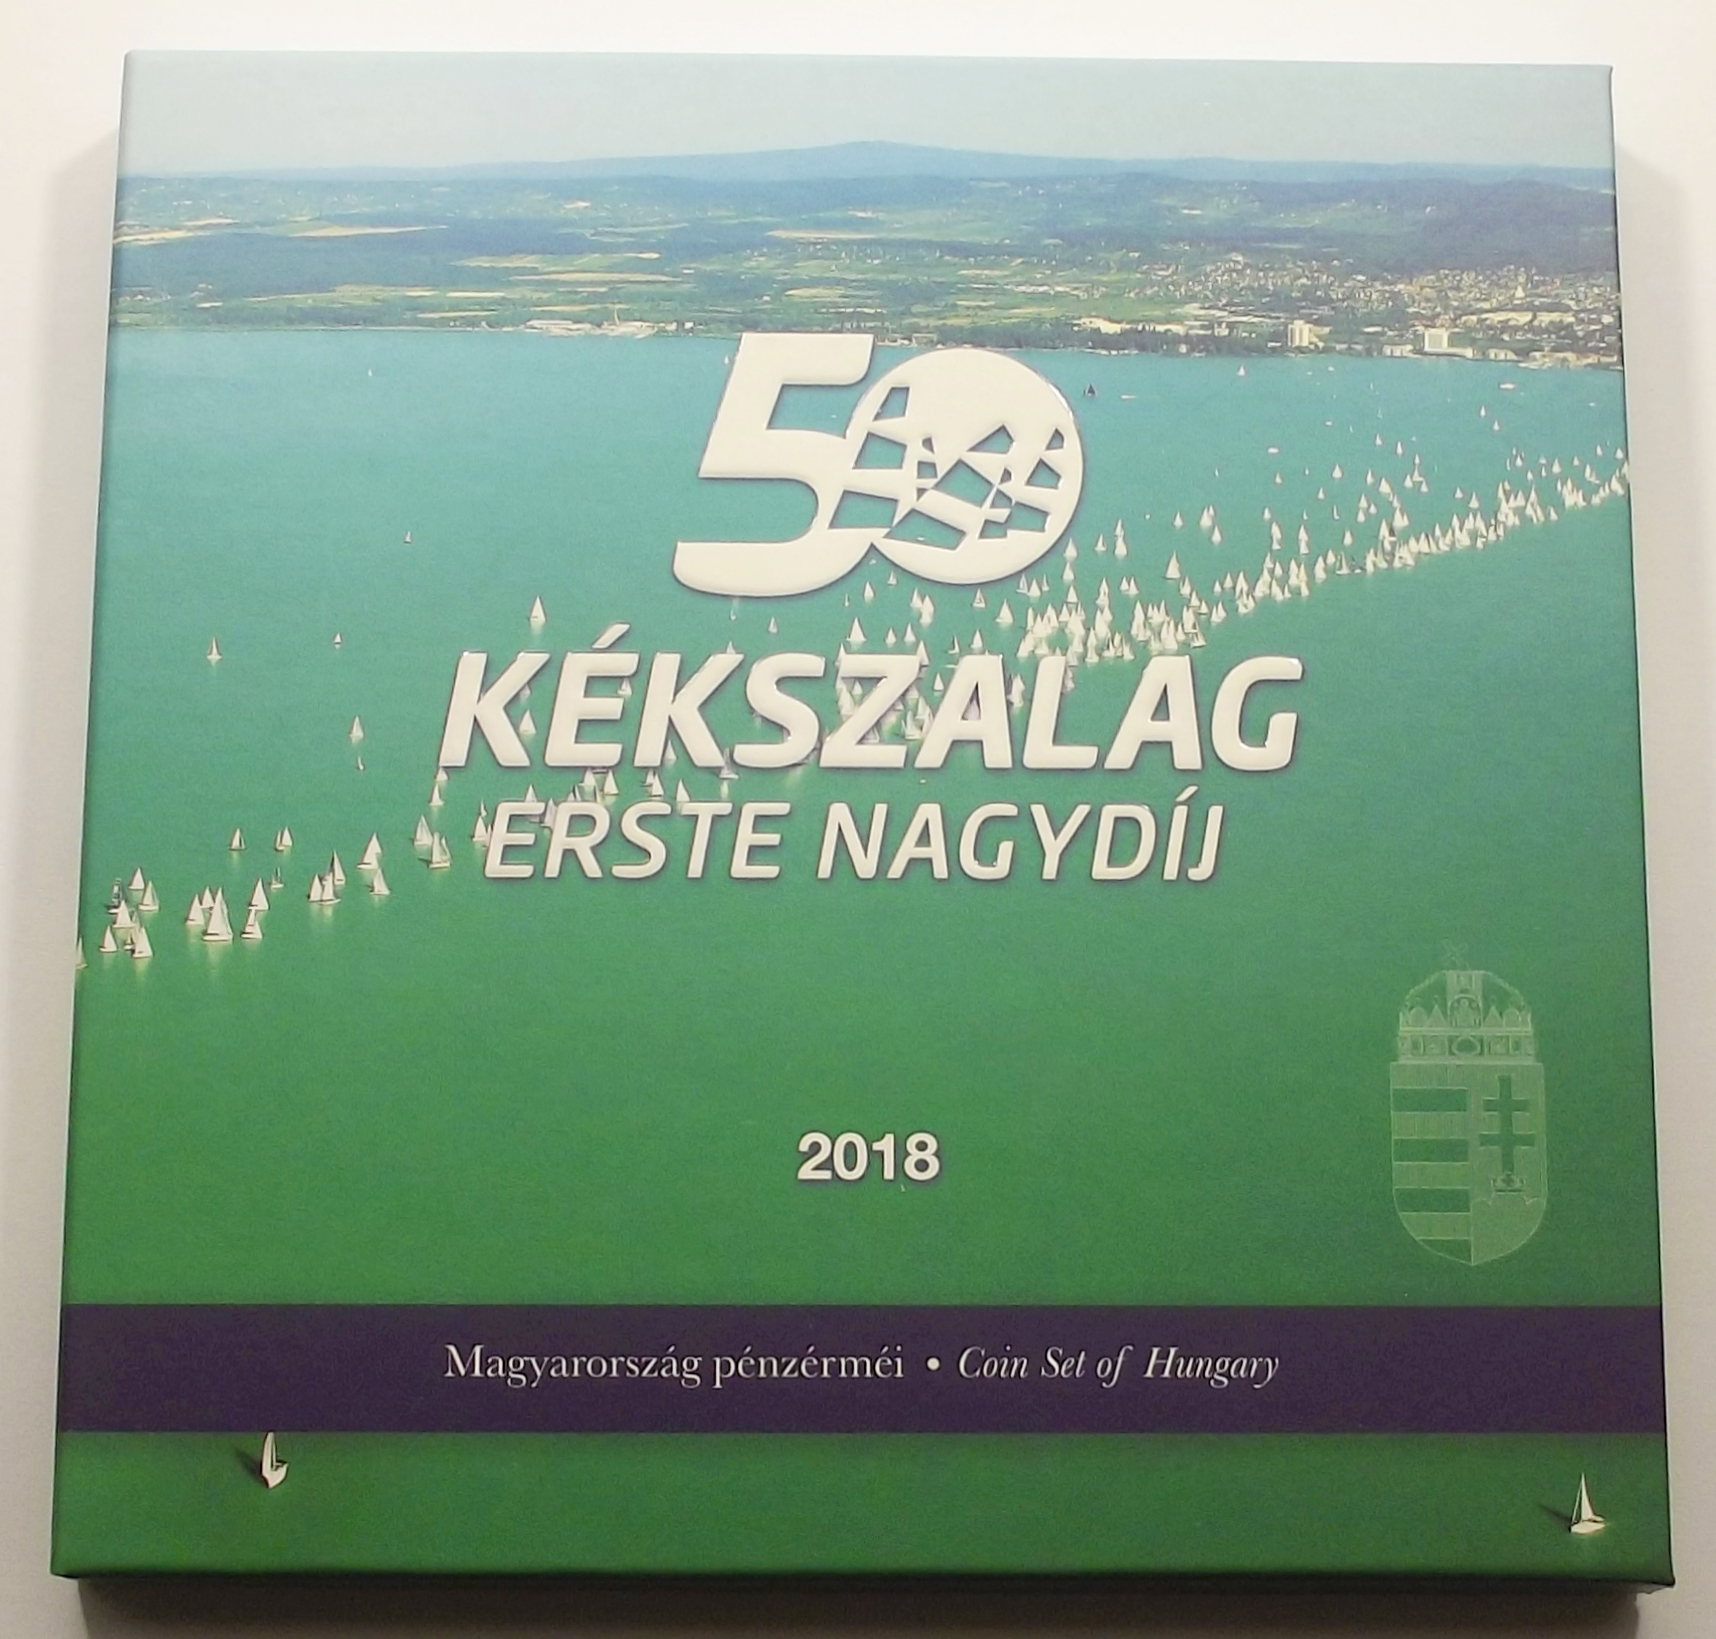 50
KÉKSZALAG
ERSTE NAGYDÍJ
2018
Magyarország pénzérméi • Coin Set of Hungary